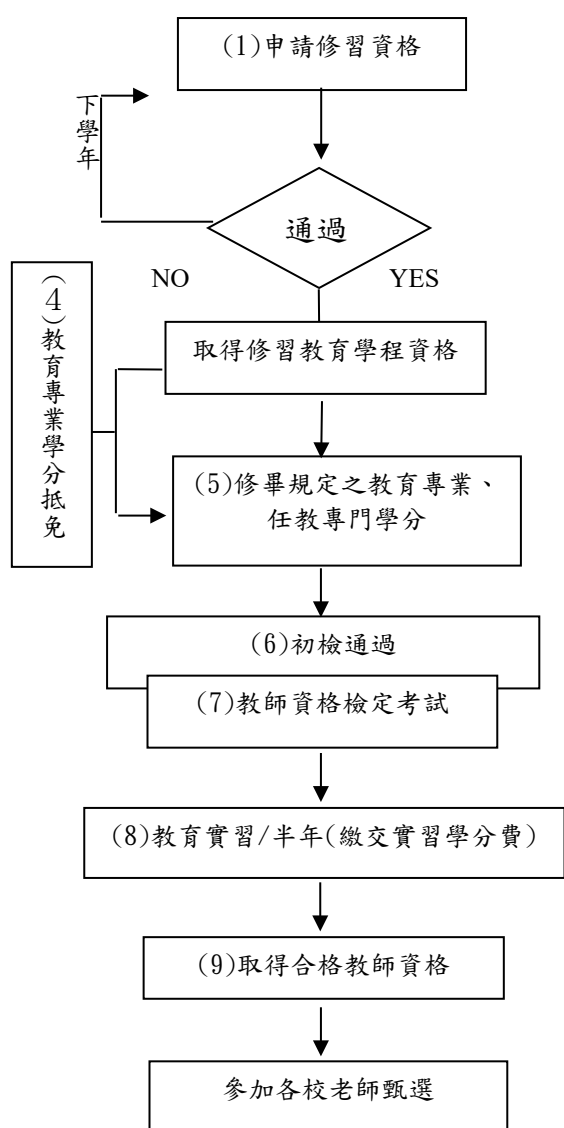 (1)申請修習資格
下學年
通過
NO
YES
(4)教育專業學分抵免
取得修習教育學程資格
(5)修畢規定之教育專業、
任教專門學分
(6)初檢通過
(7)教師資格檢定考試
(8)教育實習/半年(繳交實習學分費)
(9)取得合格教師資格
參加各校老師甄選